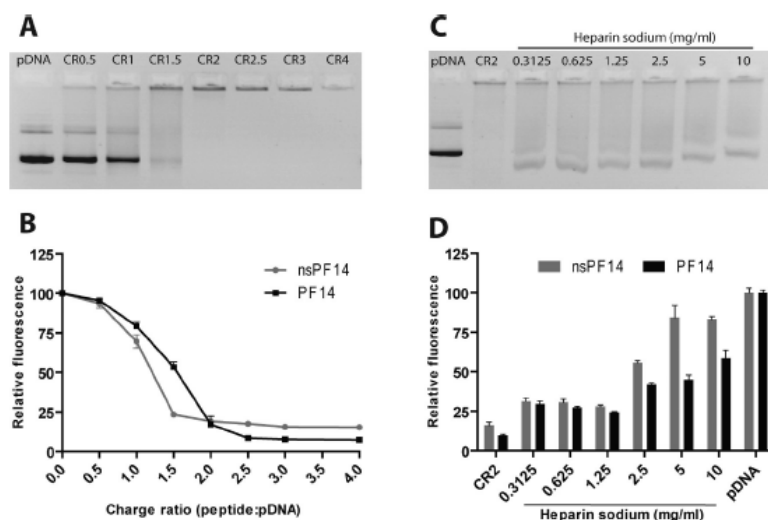 A
pDNA CR0.5 CR1 CR1.5 CR2 CR2.5 CR3 CR4
C
Heparin sodium (mg/ml)
pDNA CR2 0.3125 0.625 1.25 2.5 5 10
B
Relative fluorescence
125
100
75
50
25
0
nsPF14
PF14
0.0 0.5 1.0 1.5 2.0 2.5 3.0 3.5 4.0
Charge ratio (peptide:pDNA)
D
Relative fluorescence
125
100
75
50
25
0
nsPF14 PF14
CR2 0.3125 0.625 1.25 2.5 5 10 pDNA
Heparin sodium (mg/ml)